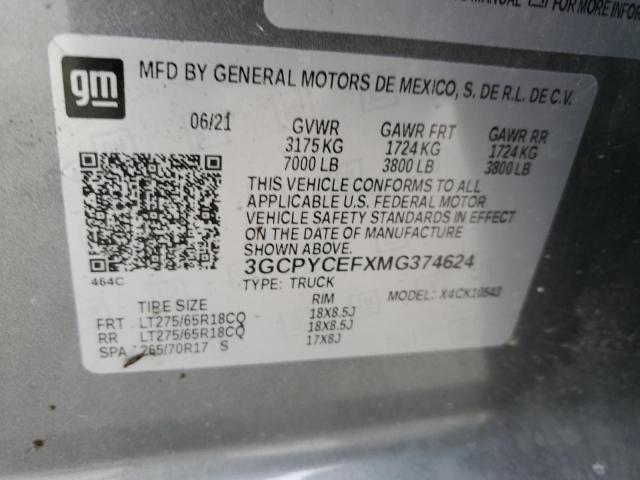 MANUAL FOR MORE INFOR
gm
MFD BY GENERAL MOTORS DE MEXICO, S. DE R.L. DE C.V.
06/21 GVWR GAWR FRT GAWR RR
3175 KG 1724 KG 1724 KG
7000 LB 3800 LB 3800 LB
THIS VEHICLE CONFORMS TO ALL
APPLICABLE U.S. FEDERAL MOTOR
VEHICLE SAFETY STANDARDS IN EFFECT
ON THE DATE OF MANUFACTURE
SHOWN ABOVE.
464C 3GCPYCEFXMG374624
TYPE: TRUCK MODEL: X4CK10543
TIRE SIZE RIM
FRT LT275/65R18CQ 18X8.5J
RR LT275/65R18CQ 18X8.5J
SPA 265/70R17 S 17X8J